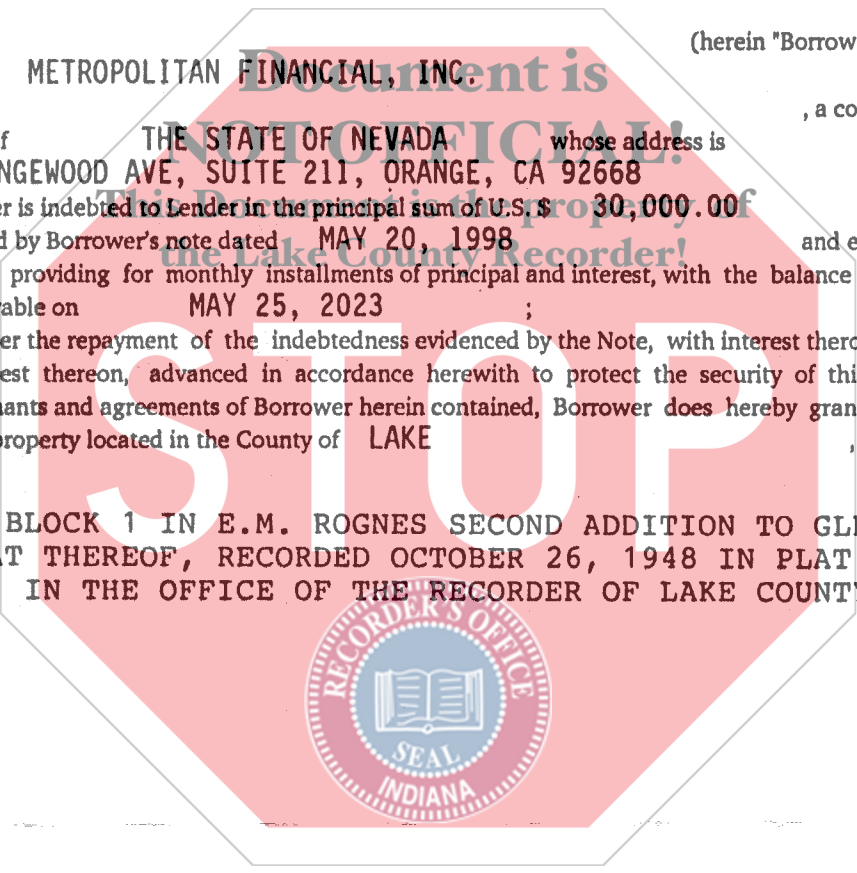 (herein "Borrow
METROPOLITAN FINANCIAL, INC.
Document is
, a co
f THE STATE OF NEVADA whose address is
NOT OFFICIAL!
NGEWOOD AVE, SUITE 211, ORANGE, CA 92668
This Document is the property of
er is indebted to Lender in the principal sum of U.S. $ 30,000.00
d by Borrower's note dated MAY 20, 1998 and e
the Lake County Recorder!
providing for monthly installments of principal and interest, with the balance
able on MAY 25, 2023 ;
er the repayment of the indebtedness evidenced by the Note, with interest thero
est thereon, advanced in accordance herewith to protect the security of thi
nants and agreements of Borrower herein contained, Borrower does hereby gran
property located in the County of LAKE ,
STOP
BLOCK 1 IN E.M. ROGNES SECOND ADDITION TO GL
AT THEREOF, RECORDED OCTOBER 26, 1948 IN PLAT
IN THE OFFICE OF THE RECORDER OF LAKE COUNTY
RECORDER'S OFFICE
SEAL
INDIANA